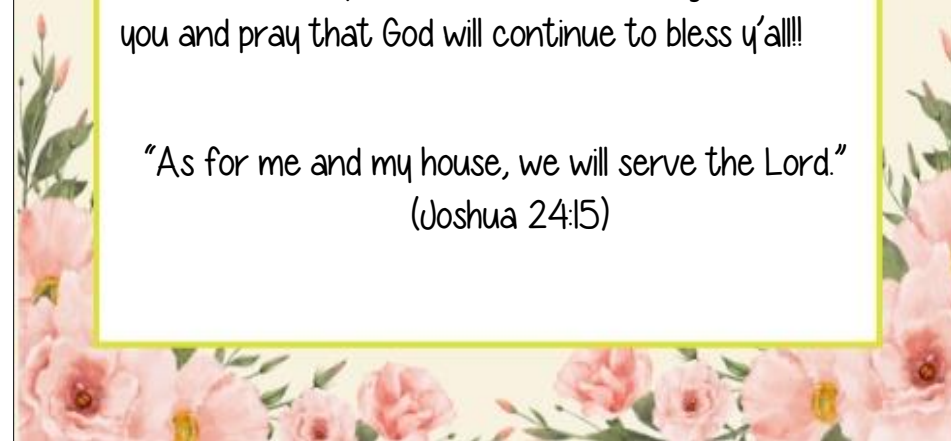 you and pray that God will continue to bless y'all!!
"As for me and my house, we will serve the Lord."
(Joshua 24:15)